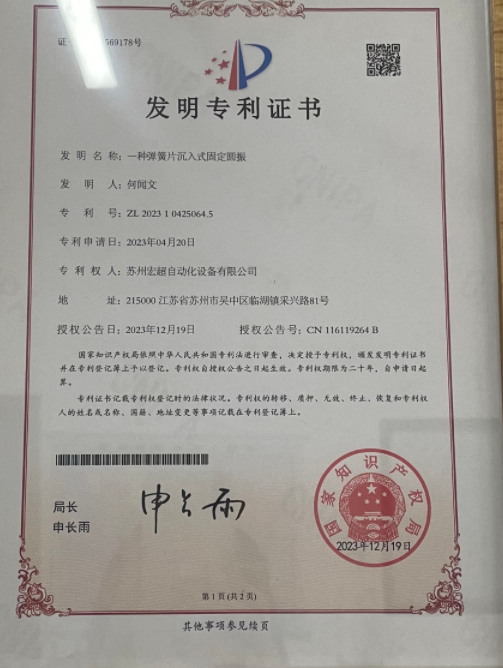 569178号
发明专利证书
发明名称：一种弹簧片沉入式固定圆振
发明人：何闻文
专利号：ZL 2023 1 0425064.5
专利申请日：2023年04月20日
专利权人：苏州宏超自动化设备有限公司
地址：215000 江苏省苏州市吴中区临湖镇采兴路81号
授权公告日：2023年12月19日 授权公告号：CN 116119264 B
国家知识产权局依照中华人民共和国专利法进行审查，决定授予专利权，颁发发明专利证书
并在专利登记簿上予以登记。专利权自授权公告之日起生效。专利权期限为二十年，自申请日起
算。
专利证书记载专利权登记时的法律状况。专利权的转移、质押、无效、终止、恢复和专利权
人的姓名或名称、国籍、地址变更等事项记载在专利登记簿上。
局长
申长雨
申长雨
国家知识产权局
2023年12月19日
第1页(共2页)
其他事项参见续页